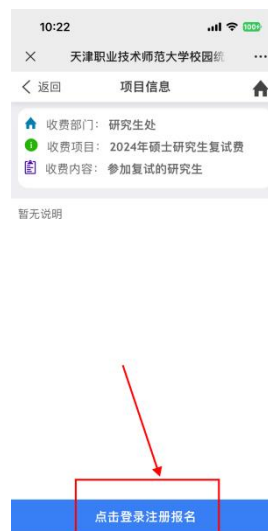 10:22
100
天津职业技术师范大学校园统
返回 项目信息
收费部门： 研究生处
收费项目： 2024年硕士研究生复试费
收费内容： 参加复试的研究生
暂无说明
点击登录注册报名